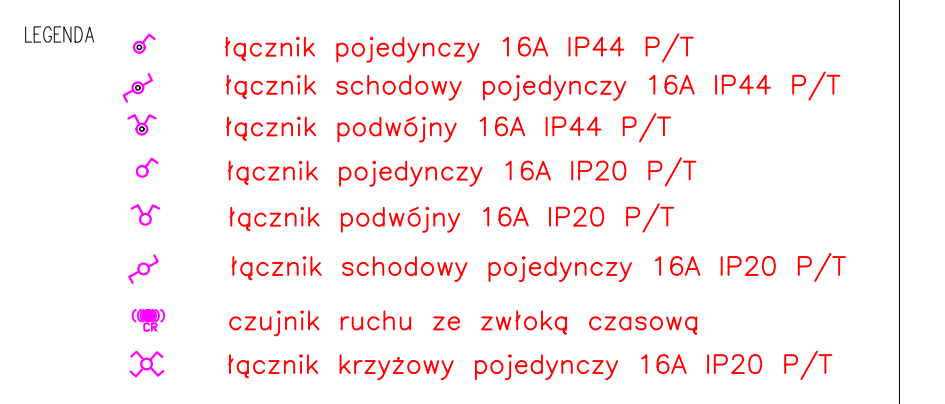 LEGENDA
łącznik pojedynczy 16A IP44 P/T
łącznik schodowy pojedynczy 16A IP44 P/T
łącznik podwójny 16A IP44 P/T
łącznik pojedynczy 16A IP20 P/T
łącznik podwójny 16A IP20 P/T
łącznik schodowy pojedynczy 16A IP20 P/T
CR czujnik ruchu ze zwłoką czasową
łącznik krzyżowy pojedynczy 16A IP20 P/T